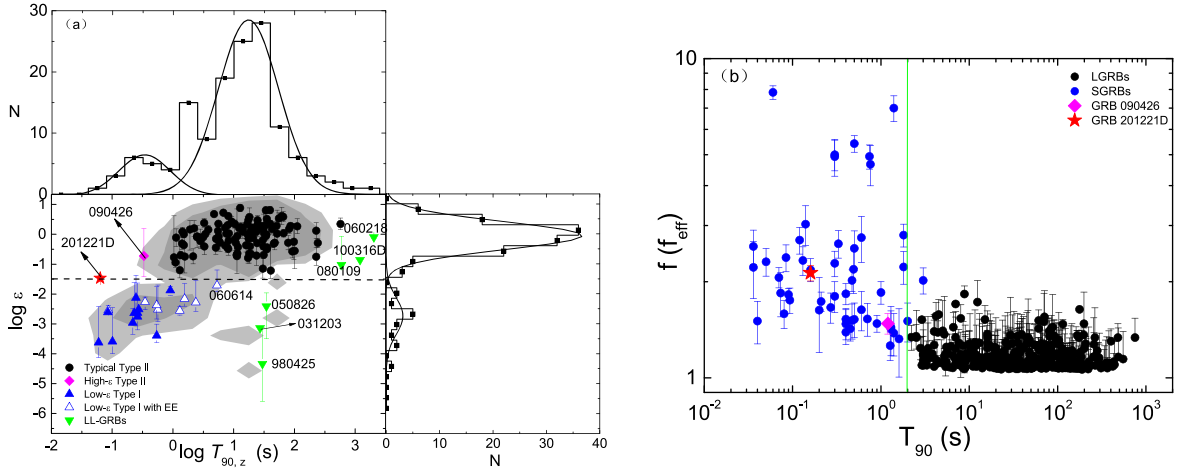 (a)
N
30
20
10
0
1
0
-1
-2
-3
-4
-5
-6
log ε
-2 -1 0 1 2 3
log T90, z (s)
0 10 20 30 40
N
090426
201221D
060218
100316D
080109
060614
050826
031203
980425
Typical Type II
High-ε Type II
Low-ε Type I
Low-ε Type I with EE
LL-GRBs
(b)
f (feff)
10
1
LGRBs
SGRBs
GRB 090426
GRB 201221D
10-2 10-1 100 101 102 103
T90 (s)